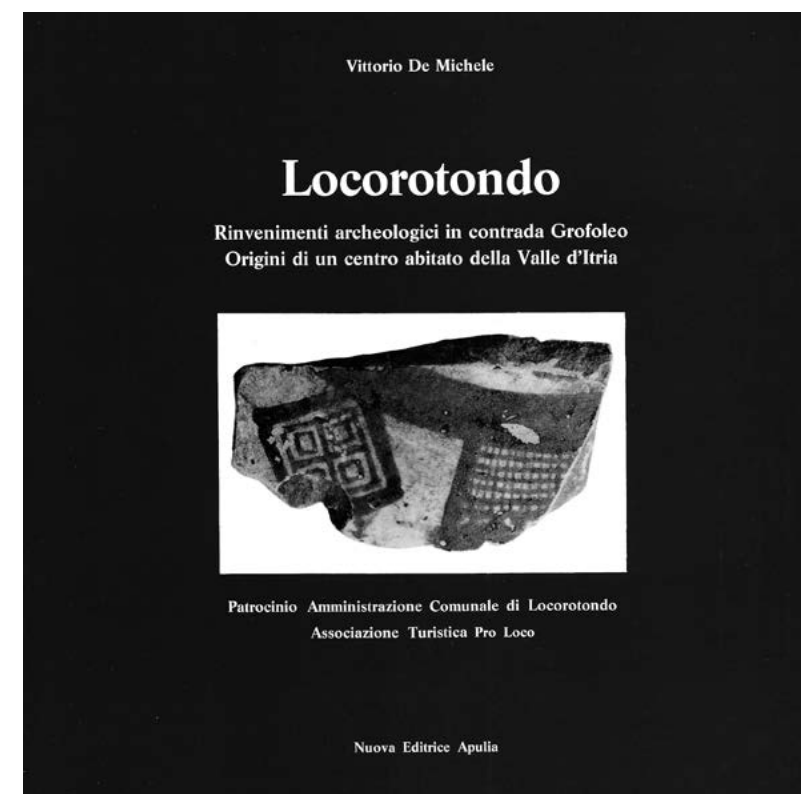 Vittorio De Michele
Locorotondo
Rinvenimenti archeologici in contrada Grofoleo
Origini di un centro abitato della Valle d'Itria
Patrocinio Amministrazione Comunale di Locorotondo
Associazione Turistica Pro Loco
Nuova Editrice Apulia